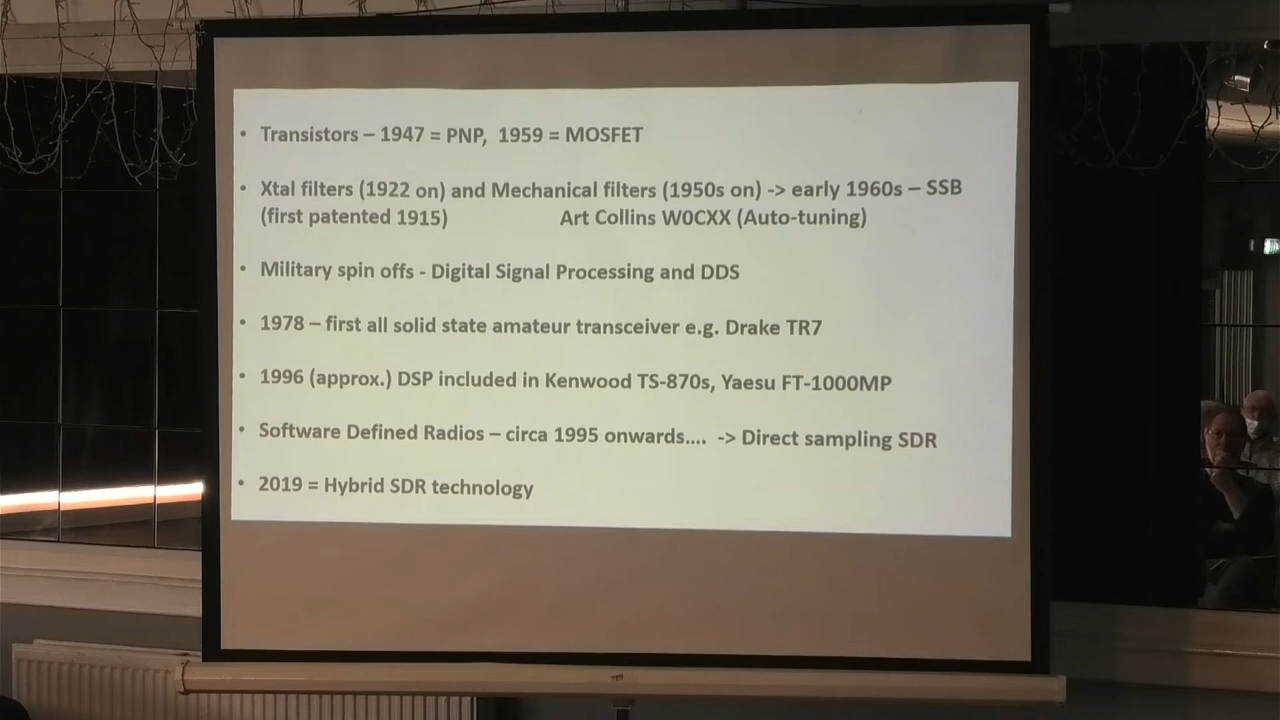 • Transistors – 1947 = PNP, 1959 = MOSFET
• Xtal filters (1922 on) and Mechanical filters (1950s on) -> early 1960s – SSB
(first patented 1915) Art Collins W0CXX (Auto-tuning)
• Military spin offs - Digital Signal Processing and DDS
• 1978 – first all solid state amateur transceiver e.g. Drake TR7
• 1996 (approx.) DSP included in Kenwood TS-870s, Yaesu FT-1000MP
• Software Defined Radios – circa 1995 onwards.... -> Direct sampling SDR
• 2019 = Hybrid SDR technology